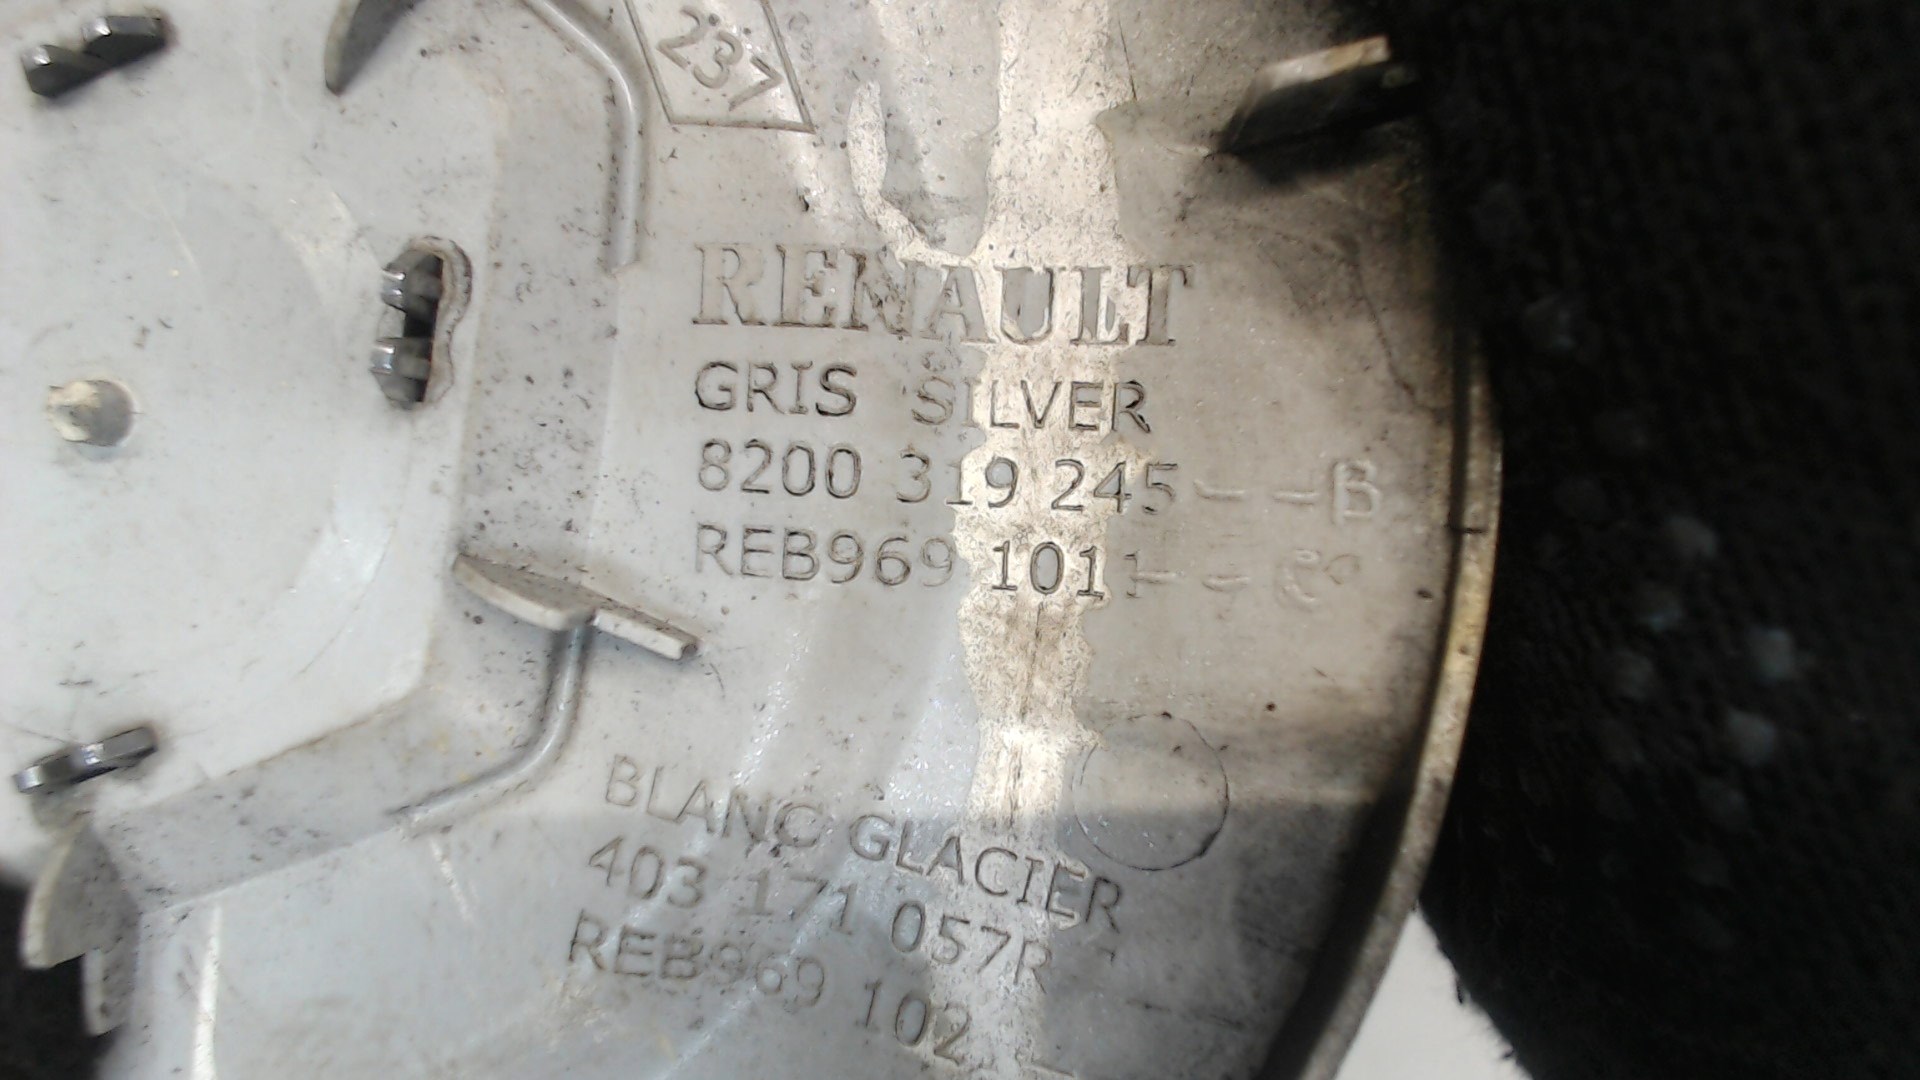 237
RENAULT
GRIS SILVER
8200 319 245 - - B
REB969 101
BLANC GLACIER
403 171 057R
REB969 102